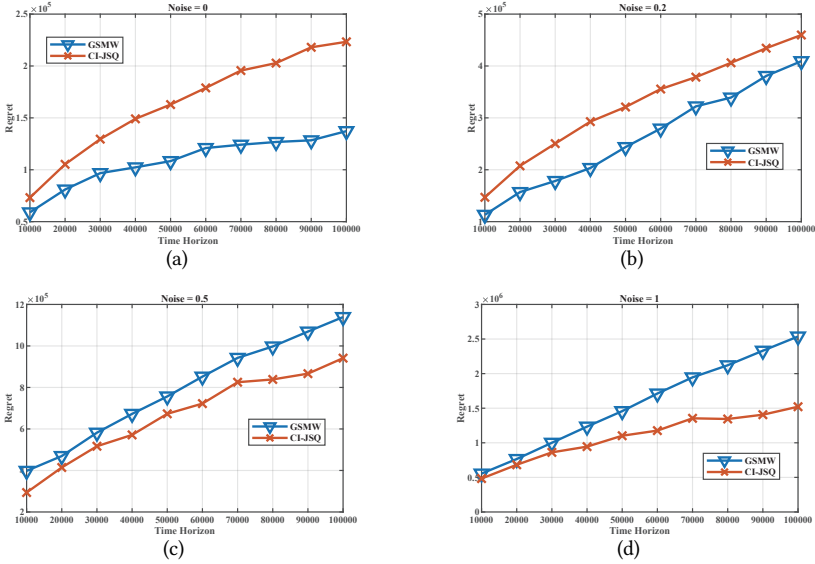 Noise = 0
×10^5
2.5
2
1.5
1
0.5
Regret
GSMW
CI-JSQ
10000 20000 30000 40000 50000 60000 70000 80000 90000 100000
Time Horizon
(a)
Noise = 0.2
×10^5
5
4
3
2
1
Regret
GSMW
CI-JSQ
10000 20000 30000 40000 50000 60000 70000 80000 90000 100000
Time Horizon
(b)
Noise = 0.5
×10^5
12
10
8
6
4
2
Regret
GSMW
CI-JSQ
10000 20000 30000 40000 50000 60000 70000 80000 90000 100000
Time Horizon
(c)
Noise = 1
×10^6
3
2.5
2
1.5
1
0.5
0
Regret
GSMW
CI-JSQ
10000 20000 30000 40000 50000 60000 70000 80000 90000 100000
Time Horizon
(d)